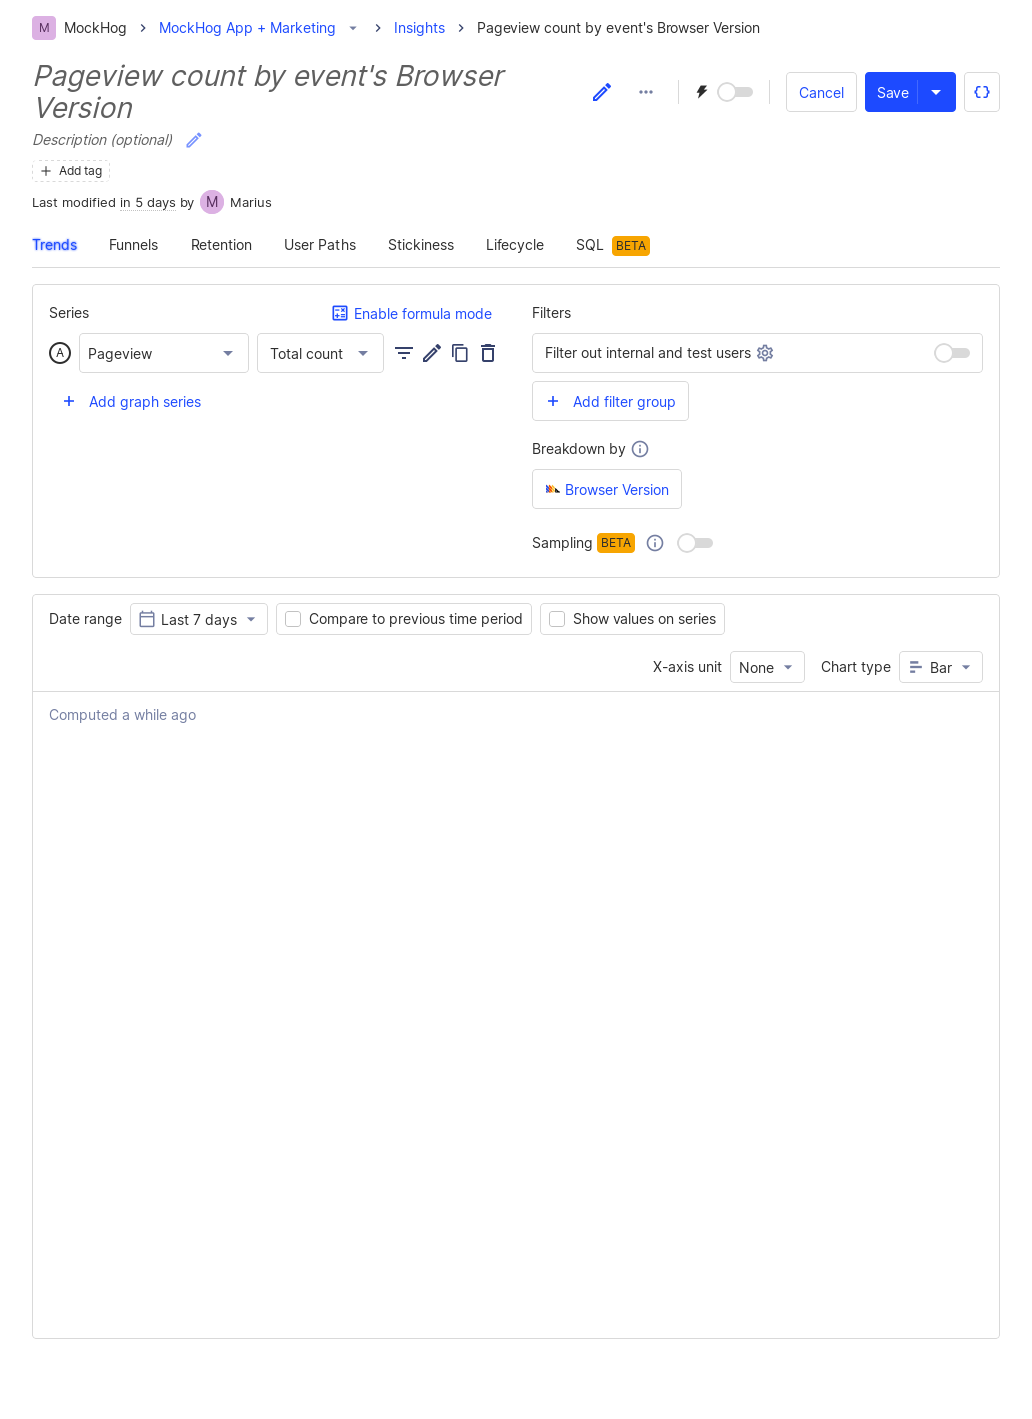 M MockHog MockHog App + Marketing Insights Pageview count by event's Browser Version
Pageview count by event's Browser
Version
Cancel Save
Description (optional)
Add tag
Last modified in 5 days by M Marius
Trends Funnels Retention User Paths Stickiness Lifecycle SQL BETA
Series Enable formula mode
A Pageview Total count
Add graph series
Filters
Filter out internal and test users
Add filter group
Breakdown by
Browser Version
Sampling BETA
Date range Last 7 days Compare to previous time period Show values on series
X-axis unit None Chart type Bar
Computed a while ago